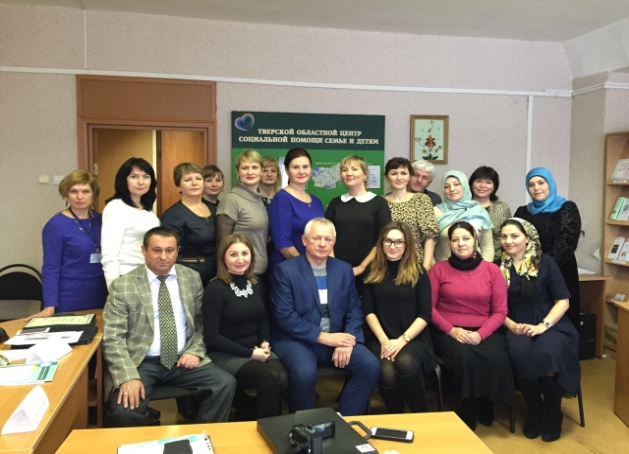 ТВЕРСКОЙ ОБЛАСТНОЙ ЦЕНТР
СОЦИАЛЬНОЙ ПОМОЩИ СЕМЬЕ И ДЕТЯМ